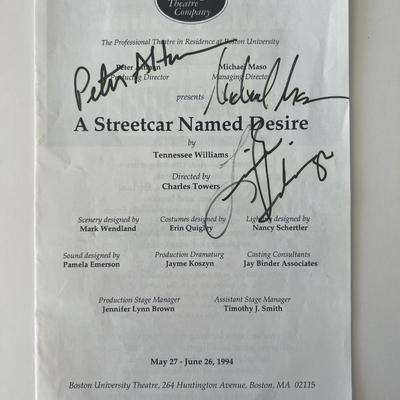 Theatre
Company
The Professional Theatre in Residence at Boston University
Peter Altman Michael Maso
Producing Director Managing Director
Peter Altman Michael Maso
presents
A Streetcar Named Desire
by
Tennessee Williams
Directed by
Charles Towers
Scenery designed by Costumes designed by Lighting designed by
Mark Wendland Erin Quigley Nancy Schertler
Sound designed by Production Dramaturg Casting Consultants
Pamela Emerson Jayme Koszyn Jay Binder Associates
Production Stage Manager Assistant Stage Manager
Jennifer Lynn Brown Timothy J. Smith
May 27 - June 26, 1994
Boston University Theatre, 264 Huntington Avenue, Boston, MA 02115